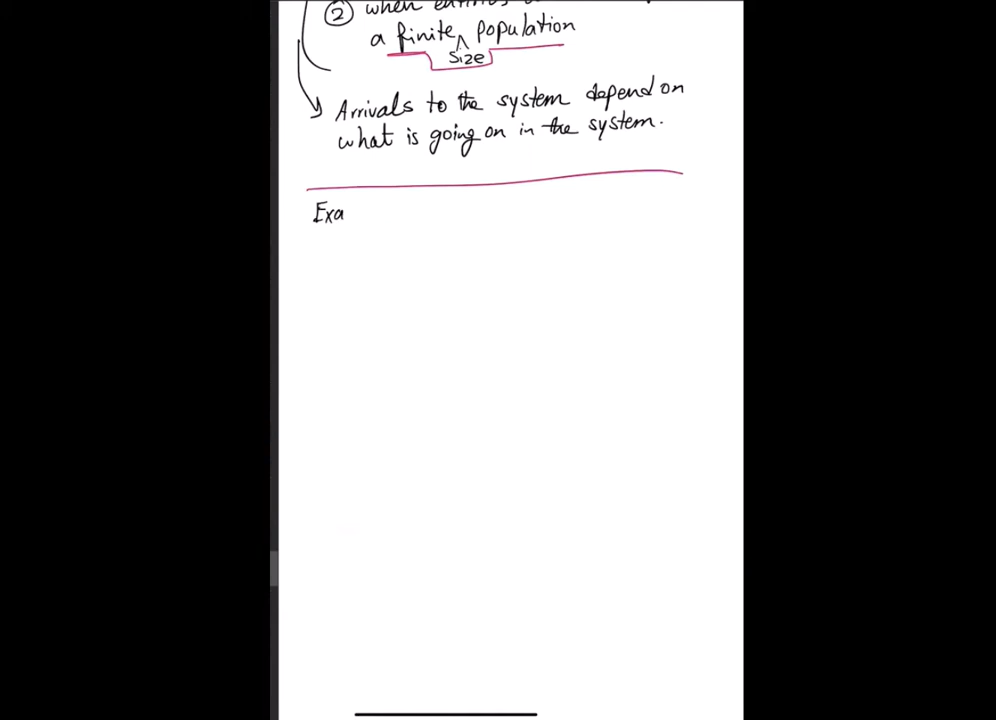 ② when entities
a finite ^ population
size
Arrivals to the system depend on
what is going on in the system.
Exa